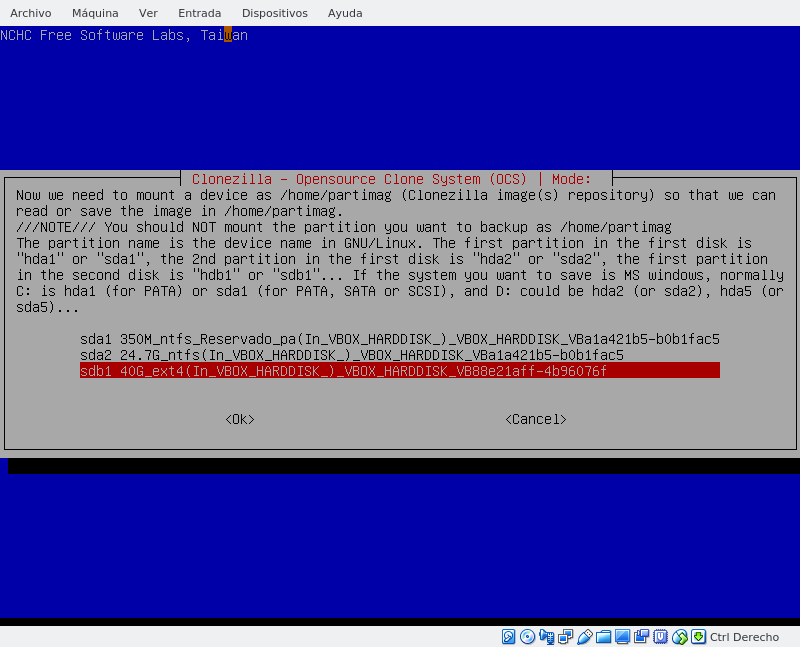 Archivo Máquina Ver Entrada Dispositivos Ayuda
NCHC Free Software Labs, Taiwan
Clonezilla - Opensource Clone System (OCS) | Mode:
Now we need to mount a device as /home/partimag (Clonezilla image(s) repository) so that we can
read or save the image in /home/partimag.
///NOTE/// You should NOT mount the partition you want to backup as /home/partimag
The partition name is the device name in GNU/Linux. The first partition in the first disk is
"hda1" or "sda1", the 2nd partition in the first disk is "hda2" or "sda2", the first partition
in the second disk is "hdb1" or "sdb1"... If the system you want to save is MS windows, normally
C: is hda1 (for PATA) or sda1 (for PATA, SATA or SCSI), and D: could be hda2 (or sda2), hda5 (or
sda5)...
sda1 350M_ntfs_Reservado_pa(In_VBOX_HARDDISK_)_VBOX_HARDDISK_VBa1a421b5-b0b1fac5
sda2 24.7G_ntfs(In_VBOX_HARDDISK_)_VBOX_HARDDISK_VBa1a421b5-b0b1fac5
sdb1 40G_ext4(In_VBOX_HARDDISK_)_VBOX_HARDDISK_VB88e21aff-4b96076f
<Ok> <Cancel>
Ctrl Derecho